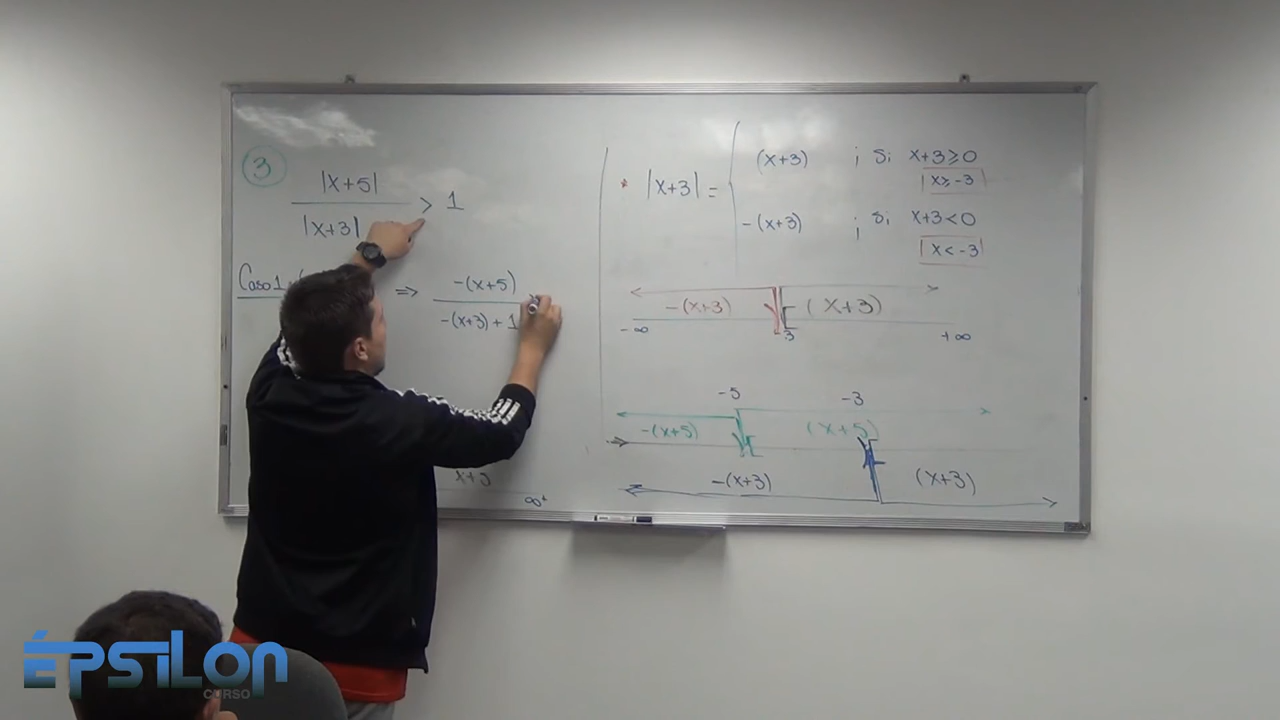 3
|x+5|
|x+3|
> 1
Caso 1
⇒ -(x+5)
-(x+3) + 1
x+3
∞+
* |x+3| =
(x+3) ; Si x+3⩾0
|x⩾-3|
-(x+3) ; Si x+3<0
|x<-3|
-(x+3) (x+3)
-∞ 3 +∞
-5 -3
-(x+5) (x+5)
-(x+3) (x+3)
ÉPSILON
CURSO